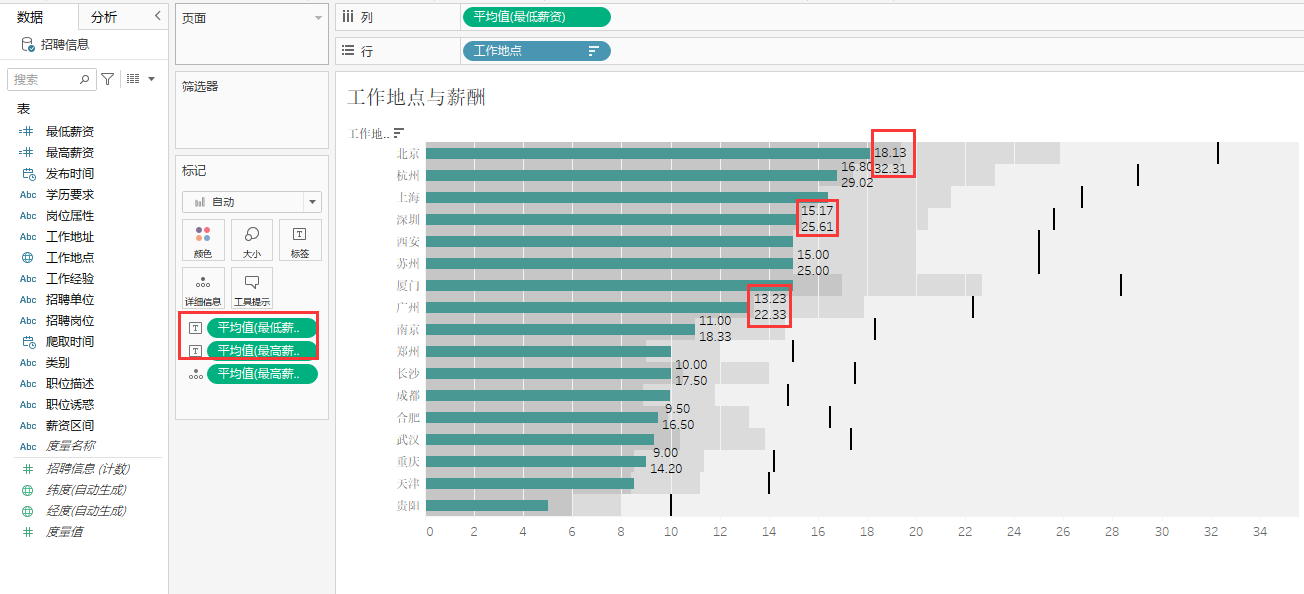 数据
分析
招聘信息
搜索
表
最低薪资
最高薪资
发布时间
Abc 学历要求
Abc 岗位属性
Abc 工作地址
工作地点
Abc 工作经验
Abc 招聘单位
Abc 招聘岗位
爬取时间
Abc 类别
Abc 职位描述
Abc 职位诱惑
Abc 薪资区间
Abc 度量名称
招聘信息 (计数)
纬度(自动生成)
经度(自动生成)
度量值
页面
筛选器
标记
自动
颜色
大小
标签
详细信息
工具提示
平均值(最低薪..
平均值(最高薪..
平均值(最高薪..
列
平均值(最低薪资)
行
工作地点
工作地点与薪酬
工作地..
北京
18.13
32.31
杭州
16.80
29.02
上海
深圳
15.17
25.61
西安
苏州
15.00
25.00
厦门
广州
13.23
22.33
南京
11.00
18.33
郑州
长沙
10.00
17.50
成都
合肥
9.50
16.50
武汉
重庆
9.00
14.20
天津
贵阳
0 2 4 6 8 10 12 14 16 18 20 22 24 26 28 30 32 34